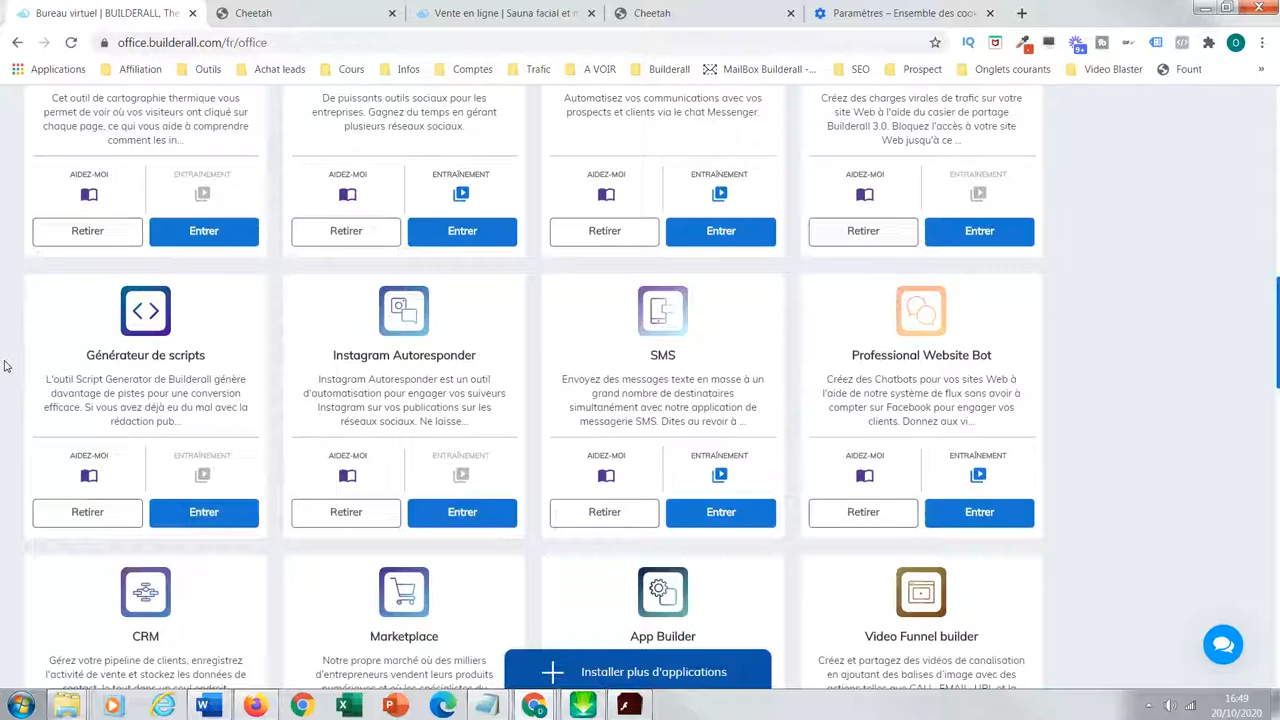 Bureau virtuel | BUILDERALL, The
Cheetah
Vente en ligne | Sauna facial en
Cheetah
Paramètres – Ensemble des cook
office.builderall.com/fr/office
IQ
9+
O
Applications
Affiliation
Outils
Achat leads
Cours
Infos
Comptes
Trafic
A VOIR
Builderall
MailBox Builderall -...
SEO
Prospect
Onglets courants
Video Blaster
Fount
»
Cet outil de cartographie thermique vous
permet de voir où vos visiteurs ont cliqué sur
chaque page, ce qui vous aide à comprendre
comment les in...
AIDEZ-MOI
ENTRAÎNEMENT
Retirer
Entrer
De puissants outils sociaux pour les
entreprises. Gagnez du temps en gérant
plusieurs réseaux sociaux.
AIDEZ-MOI
ENTRAÎNEMENT
Retirer
Entrer
Automatisez vos communications avec vos
prospects et clients via le chat Messenger.
AIDEZ-MOI
ENTRAÎNEMENT
Retirer
Entrer
Créez des charges virales de trafic sur votre
site Web à l'aide du casier de partage
Builderall 3.0. Bloquez l'accès à votre site
Web jusqu'à ce ...
AIDEZ-MOI
ENTRAÎNEMENT
Retirer
Entrer
Générateur de scripts
L'outil Script Generator de Builderall génère
davantage de pistes pour une conversion
efficace. Si vous avez déjà eu du mal avec la
rédaction pub...
AIDEZ-MOI
ENTRAÎNEMENT
Retirer
Entrer
Instagram Autoresponder
Instagram Autoresponder est un outil
d'automatisation pour engager vos suiveurs
Instagram sur vos publications sur les
réseaux sociaux. Ne laisse...
AIDEZ-MOI
ENTRAÎNEMENT
Retirer
Entrer
SMS
Envoyez des messages texte en masse à un
grand nombre de destinataires
simultanément avec notre application de
messagerie SMS. Dites au revoir à ...
AIDEZ-MOI
ENTRAÎNEMENT
Retirer
Entrer
Professional Website Bot
Créez des Chatbots pour vos sites Web à
l'aide de notre système de flux sans avoir à
compter sur Facebook pour engager vos
clients. Donnez aux vi...
AIDEZ-MOI
ENTRAÎNEMENT
Retirer
Entrer
CRM
Gérez votre pipeline de clients, enregistrez
l'activité de vente et stockez les données de
Marketplace
Notre propre marché où des milliers
d'entrepreneurs vendent leurs produits
App Builder
Video Funnel builder
Créez et partagez des vidéos de canalisation
en ajoutant des balises d'image avec des
Installer plus d'applications
16:49
20/10/2020